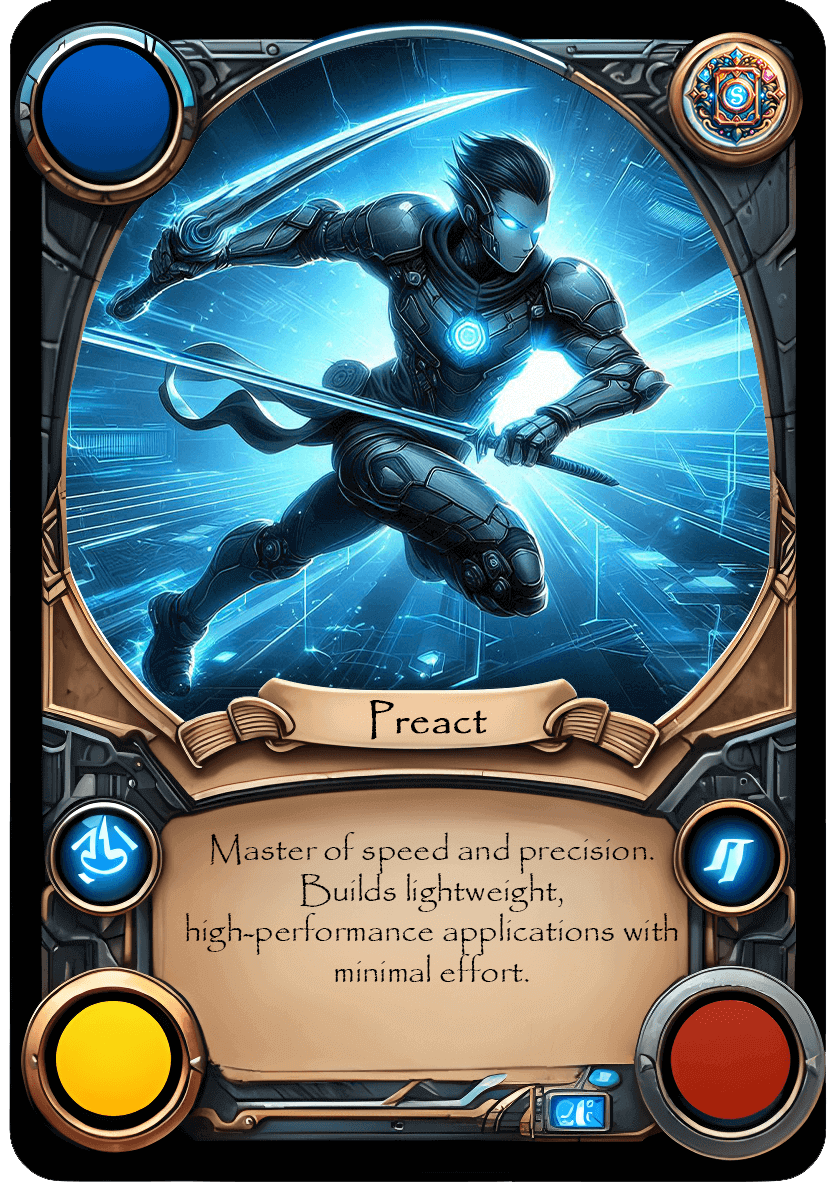 Preact
Master of speed and precision.
Builds lightweight,
high-performance applications with
minimal effort.